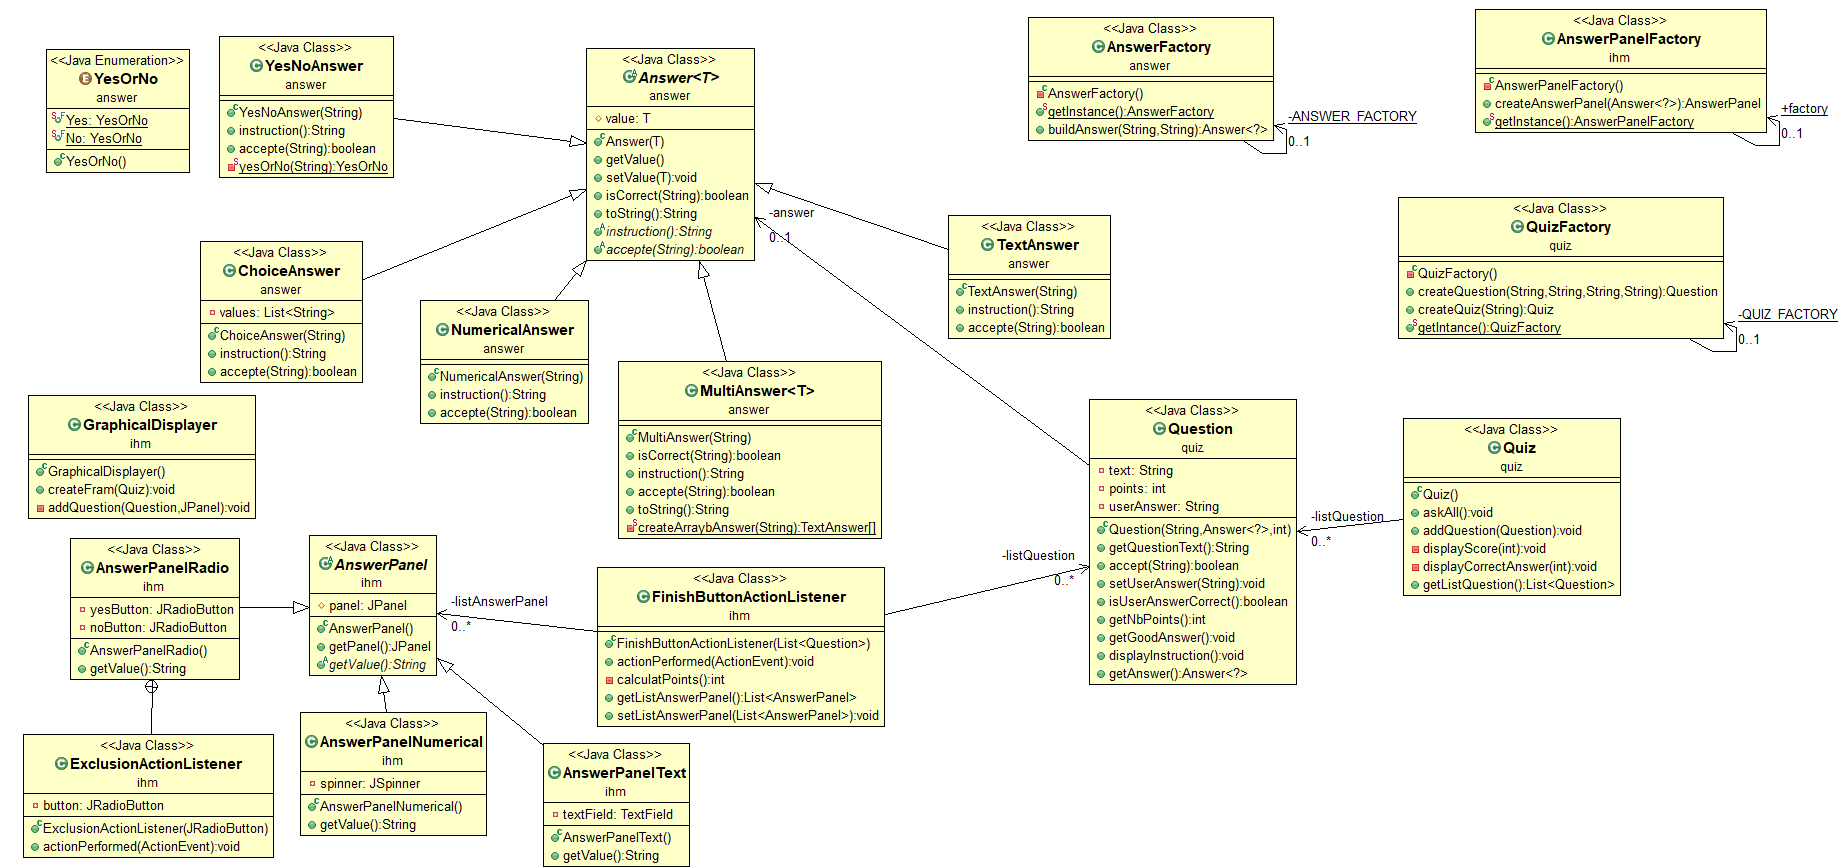 <<Java Enumeration>>
YesOrNo
answer
Yes: YesOrNo
No: YesOrNo
YesOrNo()
<<Java Class>>
YesNoAnswer
answer
YesNoAnswer(String)
instruction():String
accepte(String):boolean
yesOrNo(String):YesOrNo
<<Java Class>>
Answer<T>
answer
value: T
Answer(T)
getValue()
setValue(T):void
isCorrect(String):boolean
toString():String
instruction():String
accepte(String):boolean
<<Java Class>>
AnswerFactory
answer
AnswerFactory()
getInstance():AnswerFactory
buildAnswer(String,String):Answer<?>
-ANSWER_FACTORY
0..1
<<Java Class>>
AnswerPanelFactory
ihm
AnswerPanelFactory()
createAnswerPanel(Answer<?>):AnswerPanel
getInstance():AnswerPanelFactory
+factory
0..1
<<Java Class>>
ChoiceAnswer
answer
values: List<String>
ChoiceAnswer(String)
instruction():String
accepte(String):boolean
<<Java Class>>
NumericalAnswer
answer
NumericalAnswer(String)
instruction():String
accepte(String):boolean
<<Java Class>>
MultiAnswer<T>
answer
MultiAnswer(String)
isCorrect(String):boolean
instruction():String
accepte(String):boolean
toString():String
createArraybAnswer(String):TextAnswer[]
-answer
0..1
<<Java Class>>
TextAnswer
answer
TextAnswer(String)
instruction():String
accepte(String):boolean
<<Java Class>>
QuizFactory
quiz
QuizFactory()
createQuestion(String,String,String,String):Question
createQuiz(String):Quiz
getIntance():QuizFactory
-QUIZ_FACTORY
0..1
<<Java Class>>
GraphicalDisplayer
ihm
GraphicalDisplayer()
createFram(Quiz):void
addQuestion(Question,JPanel):void
<<Java Class>>
Question
quiz
text: String
points: int
userAnswer: String
Question(String,Answer<?>,int)
getQuestionText():String
accept(String):boolean
setUserAnswer(String):void
isUserAnswerCorrect():boolean
getNbPoints():int
getGoodAnswer():void
displayInstruction():void
getAnswer():Answer<?>
-listQuestion
0..*
<<Java Class>>
Quiz
quiz
Quiz()
askAll():void
addQuestion(Question):void
displayScore(int):void
displayCorrectAnswer(int):void
getListQuestion():List<Question>
<<Java Class>>
AnswerPanelRadio
ihm
yesButton: JRadioButton
noButton: JRadioButton
AnswerPanelRadio()
getValue():String
<<Java Class>>
AnswerPanel
ihm
panel: JPanel
AnswerPanel()
getPanel():JPanel
getValue():String
-listAnswerPanel
0..*
<<Java Class>>
FinishButtonActionListener
ihm
FinishButtonActionListener(List<Question>)
actionPerformed(ActionEvent):void
calculatPoints():int
getListAnswerPanel():List<AnswerPanel>
setListAnswerPanel(List<AnswerPanel>):void
-listQuestion
0..*
<<Java Class>>
ExclusionActionListener
ihm
button: JRadioButton
ExclusionActionListener(JRadioButton)
actionPerformed(ActionEvent):void
<<Java Class>>
AnswerPanelNumerical
ihm
spinner: JSpinner
AnswerPanelNumerical()
getValue():String
<<Java Class>>
AnswerPanelText
ihm
textField: TextField
AnswerPanelText()
getValue():String